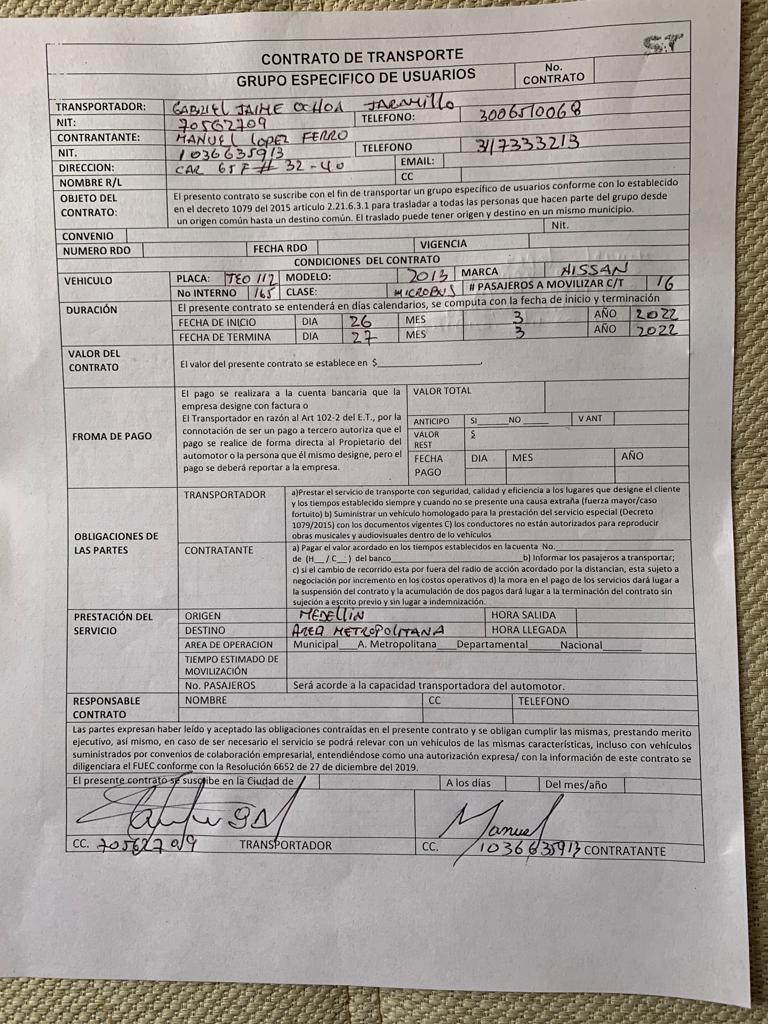 ST
CONTRATO DE TRANSPORTE
GRUPO ESPECIFICO DE USUARIOS
No. CONTRATO
TRANSPORTADOR: GABRIEL JAIME OCHOA JARAMILLO
NIT: 70562709 TELEFONO: 3006510068
CONTRANTANTE: MANUEL LOPEZ FERRO
NIT. 1036635913 TELEFONO 317333213
DIRECCION: CAR 65F # 32-40 EMAIL:
NOMBRE R/L CC
OBJETO DEL CONTRATO: El presente contrato se suscribe con el fin de transportar un grupo específico de usuarios conforme con lo establecido
en el decreto 1079 del 2015 articulo 2.21.6.3.1 para trasladar a todas las personas que hacen parte del grupo desde
un origen común hasta un destino común. El traslado puede tener origen y destino en un mismo municipio.
CONVENIO Nit.
NUMERO RDO FECHA RDO VIGENCIA
CONDICIONES DEL CONTRATO
VEHICULO PLACA: TEO 112 MODELO: 2013 MARCA NISSAN
No INTERNO 165 CLASE: MICROBUS # PASAJEROS A MOVILIZAR C/T 16
DURACIÓN El presente contrato se entenderá en días calendarios, se computa con la fecha de inicio y terminación
FECHA DE INICIO DIA 26 MES 3 AÑO 2022
FECHA DE TERMINA DIA 27 MES 3 AÑO 2022
VALOR DEL CONTRATO El valor del presente contrato se establece en $
FROMA DE PAGO
El pago se realizara a la cuenta bancaria que la
empresa designe con factura o
El Transportador en razón al Art 102-2 del E.T., por la
connotación de ser un pago a tercero autoriza que el
pago se realice de forma directa al Propietario del
automotor o la persona que él mismo designe, pero el
pago se deberá reportar a la empresa.
VALOR TOTAL
ANTICIPO SI____NO____ V ANT
VALOR REST $
FECHA PAGO DIA MES AÑO
OBLIGACIONES DE LAS PARTES
TRANSPORTADOR a)Prestar el servicio de transporte con seguridad, calidad y eficiencia a los lugares que designe el cliente
y los tiempos establecido siempre y cuando no se presente una causa extraña (fuerza mayor/caso
fortuito) b) Suministrar un vehículo homologado para la prestación del servicio especial (Decreto
1079/2015) con los documentos vigentes C) los conductores no están autorizados para reproducir
obras musicales y audiovisuales dentro de lo vehículos
CONTRATANTE a) Pagar el valor acordado en los tiempos establecidos en la cuenta No.____
de (H__/ C__) del banco____b) Informar los pasajeros a transportar;
c) si el cambio de recorrido esta por fuera del radio de acción acordado por la distancian, esta sujeto a
negociación por incremento en los costos operativos d) la mora en el pago de los servicios dará lugar a
la suspensión del contrato y la acumulación de dos pagos dará lugar a la terminación del contrato sin
sujeción a escrito previo y sin lugar a indemnización.
PRESTACIÓN DEL SERVICIO
ORIGEN MEDELLIN HORA SALIDA
DESTINO AREA METROPOLITANA HORA LLEGADA
AREA DE OPERACION Municipal___A. Metropolitana___Departamental___Nacional___
TIEMPO ESTIMADO DE MOVILIZACIÓN
No. PASAJEROS Será acorde a la capacidad transportadora del automotor.
RESPONSABLE CONTRATO NOMBRE CC TELEFONO
Las partes expresan haber leído y aceptado las obligaciones contraídas en el presente contrato y se obligan cumplir las mismas, prestando merito
ejecutivo, así mismo, en caso de ser necesario el servicio se podrá relevar con un vehículos de las mismas características, incluso con vehículos
suministrados por convenios de colaboración empresarial, entendiéndose como una autorización expresa/ con la información de este contrato se
diligenciara el FUEC conforme con la Resolución 6652 de 27 de diciembre del 2019.
El presente contrato se suscribe en la Ciudad de A los días Del mes/año
Manuel
CC. 70562709 TRANSPORTADOR CC. 1036635913 CONTRATANTE